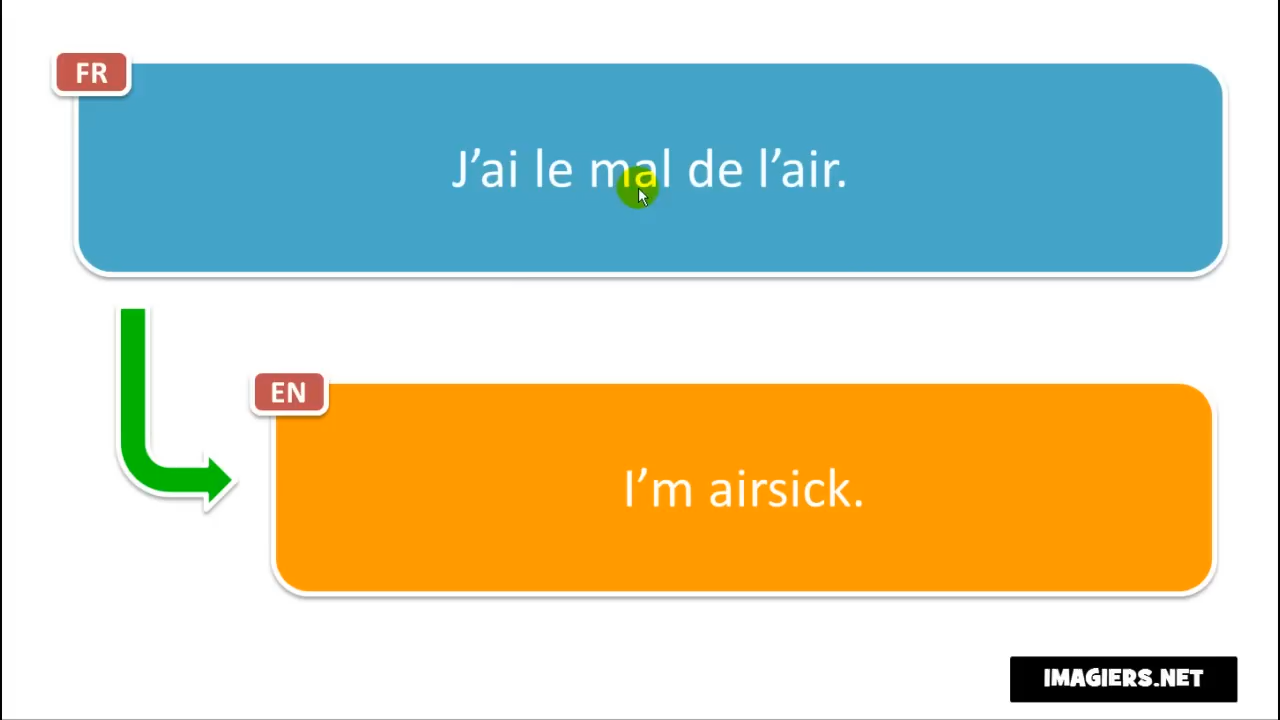 FR
J’ai le mal de l’air.
EN
I’m airsick.
IMAGIERS.NET